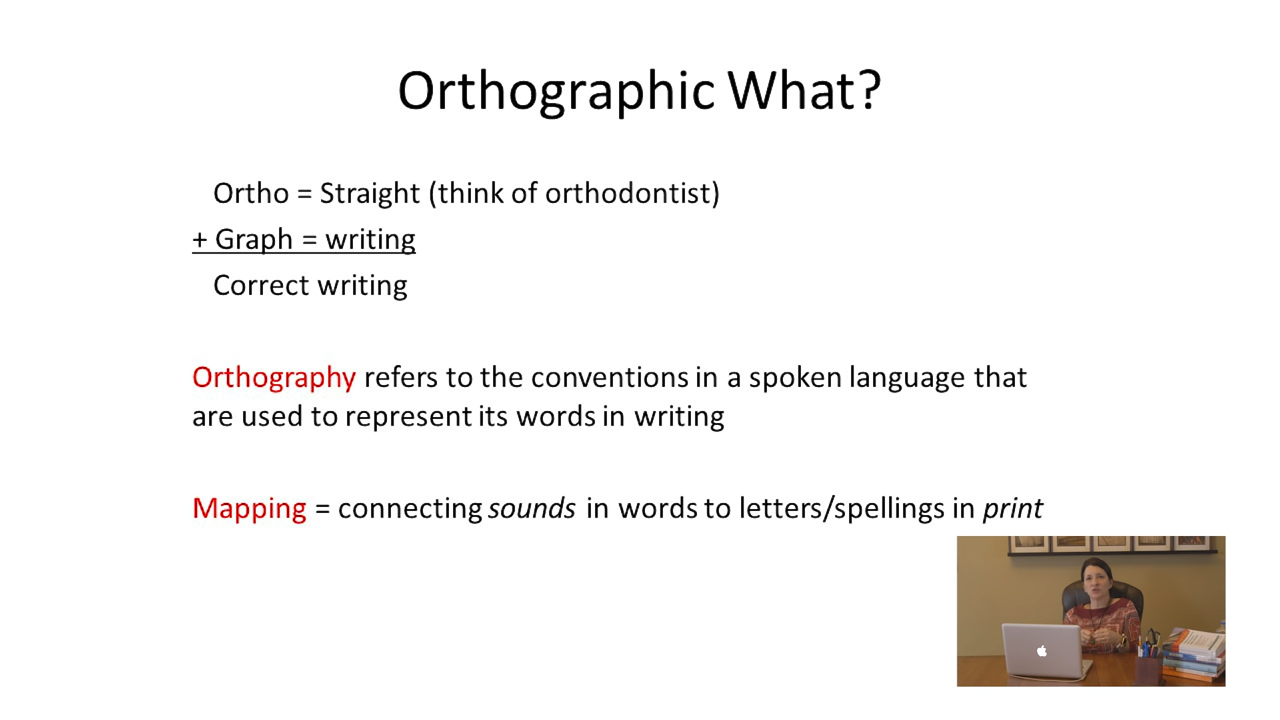 Orthographic What?
Ortho = Straight (think of orthodontist)
+ Graph = writing
Correct writing
Orthography refers to the conventions in a spoken language that
are used to represent its words in writing
Mapping = connecting sounds in words to letters/spellings in print